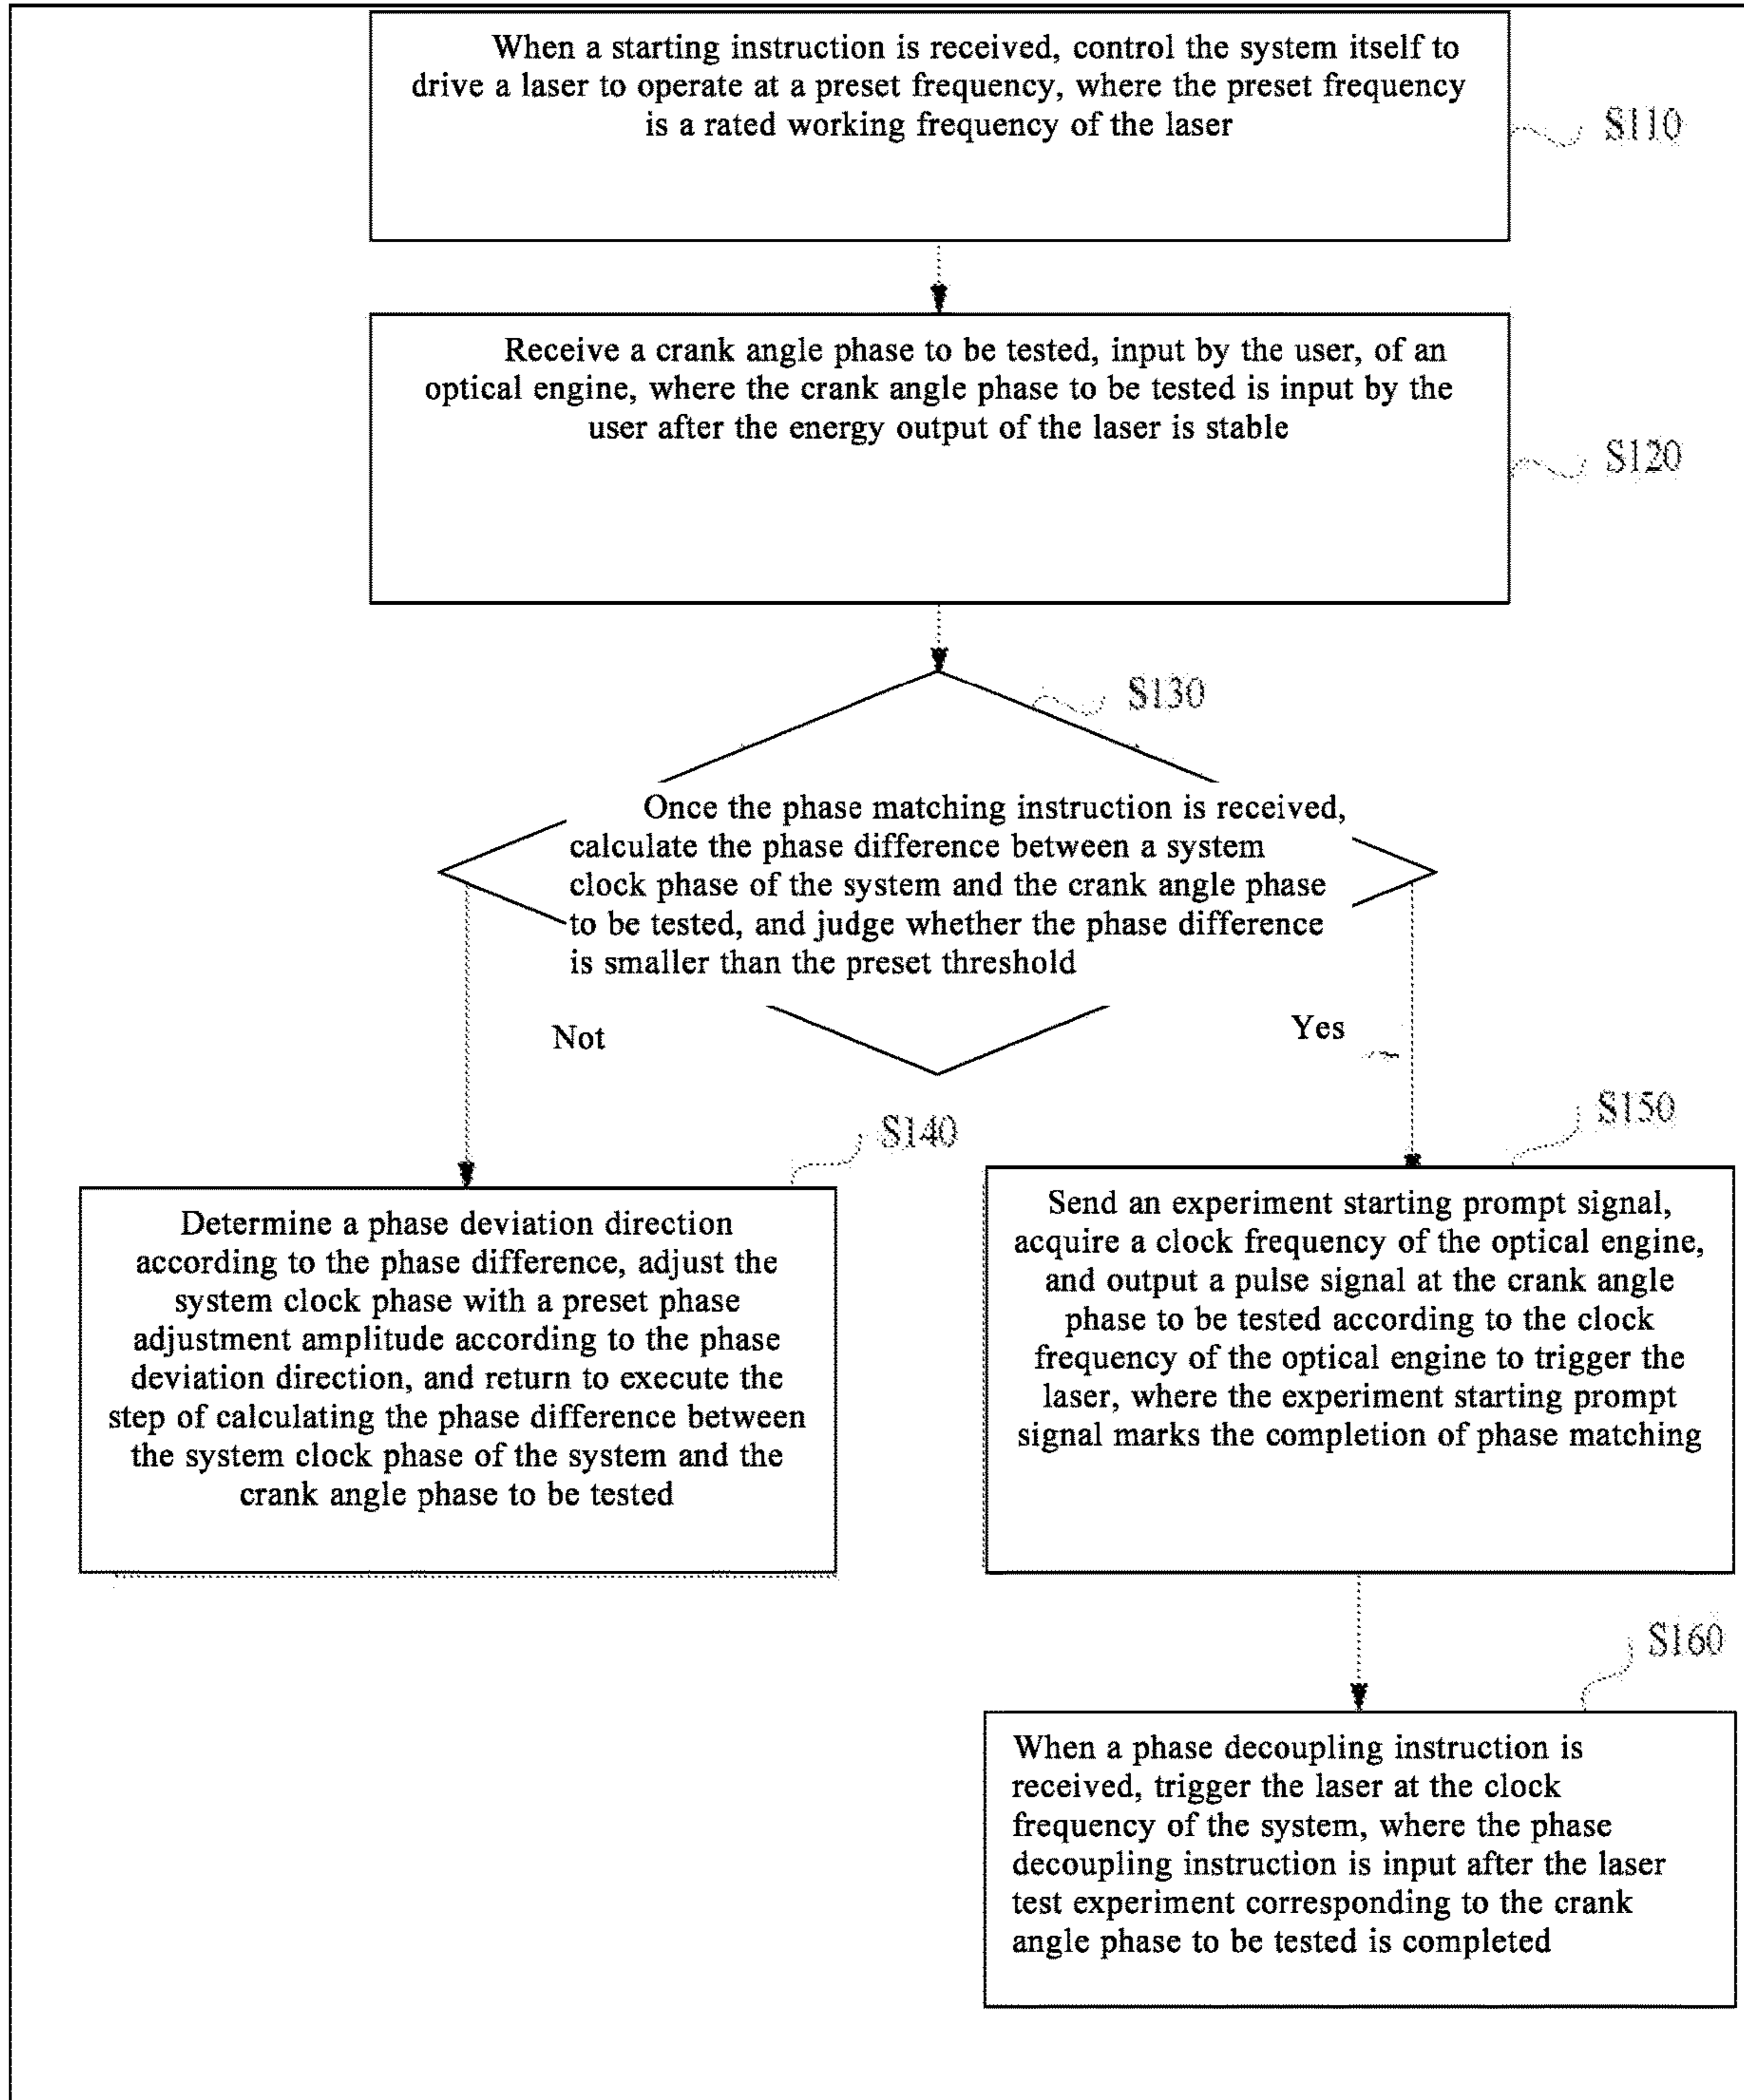 When a starting instruction is received, control the system itself to
drive a laser to operate at a preset frequency, where the preset frequency
is a rated working frequency of the laser
S110
Receive a crank angle phase to be tested, input by the user, of an
optical engine, where the crank angle phase to be tested is input by the
user after the energy output of the laser is stable
S120
S130
Once the phase matching instruction is received,
calculate the phase difference between a system
clock phase of the system and the crank angle phase
to be tested, and judge whether the phase difference
is smaller than the preset threshold
Not
Yes
S140
Determine a phase deviation direction
according to the phase difference, adjust the
system clock phase with a preset phase
adjustment amplitude according to the phase
deviation direction, and return to execute the
step of calculating the phase difference between
the system clock phase of the system and the
crank angle phase to be tested
S150
Send an experiment starting prompt signal,
acquire a clock frequency of the optical engine,
and output a pulse signal at the crank angle
phase to be tested according to the clock
frequency of the optical engine to trigger the
laser, where the experiment starting prompt
signal marks the completion of phase matching
S160
When a phase decoupling instruction is
received, trigger the laser at the clock
frequency of the system, where the phase
decoupling instruction is input after the laser
test experiment corresponding to the crank
angle phase to be tested is completed